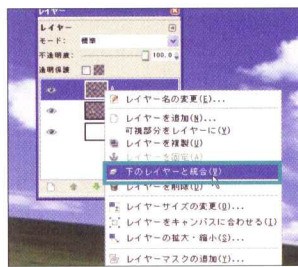 レイヤー
レイヤー
モード: 標準
不透明度: 100.0
透明保護
レイヤー名の変更(E)...
レイヤーを追加(N)...
可視部分をレイヤーに(V)
レイヤーを複製(U)
レイヤーを固定(A)
下のレイヤーと統合(W)
レイヤーを削除(D)
レイヤーサイズの変更(O)...
レイヤーをキャンバスに合わせる(I)
レイヤーの拡大・縮小(S)...
レイヤーマスクの追加(Y)...